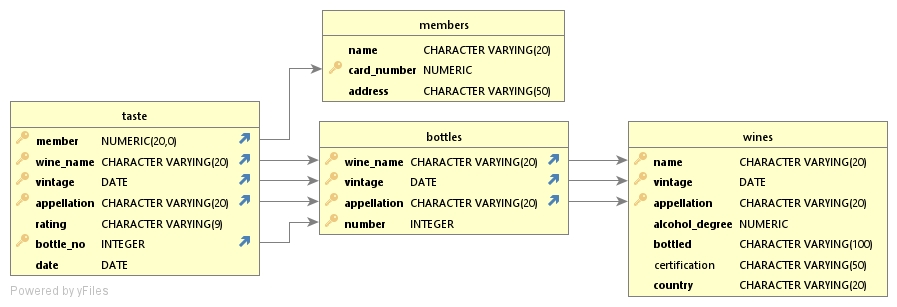 members
name CHARACTER VARYING(20)
card_number NUMERIC
address CHARACTER VARYING(50)
taste
member NUMERIC(20,0)
wine_name CHARACTER VARYING(20)
vintage DATE
appellation CHARACTER VARYING(20)
rating CHARACTER VARYING(9)
bottle_no INTEGER
date DATE
bottles
wine_name CHARACTER VARYING(20)
vintage DATE
appellation CHARACTER VARYING(20)
number INTEGER
wines
name CHARACTER VARYING(20)
vintage DATE
appellation CHARACTER VARYING(20)
alcohol_degree NUMERIC
bottled CHARACTER VARYING(100)
certification CHARACTER VARYING(50)
country CHARACTER VARYING(20)
Powered by yFiles